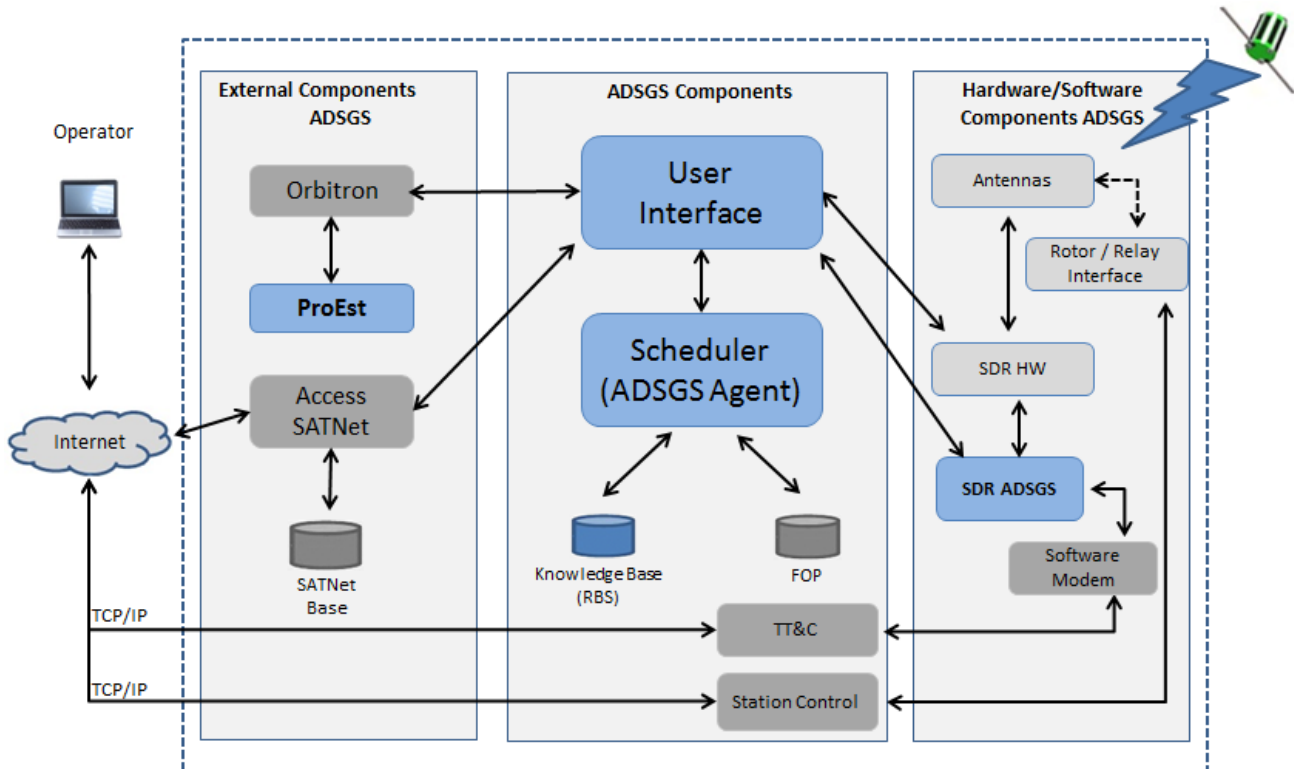 External Components
ADSGS
ADSGS Components
Hardware/Software
Components ADSGS
Operator
Orbitron
User
Interface
Antennas
Rotor / Relay
Interface
ProEst
Scheduler
(ADSGS Agent)
SDR HW
Access
SATNet
Internet
SDR ADSGS
SATNet
Base
Knowledge Base
(RBS)
FOP
Software
Modem
TCP/IP
TT&C
TCP/IP
Station Control